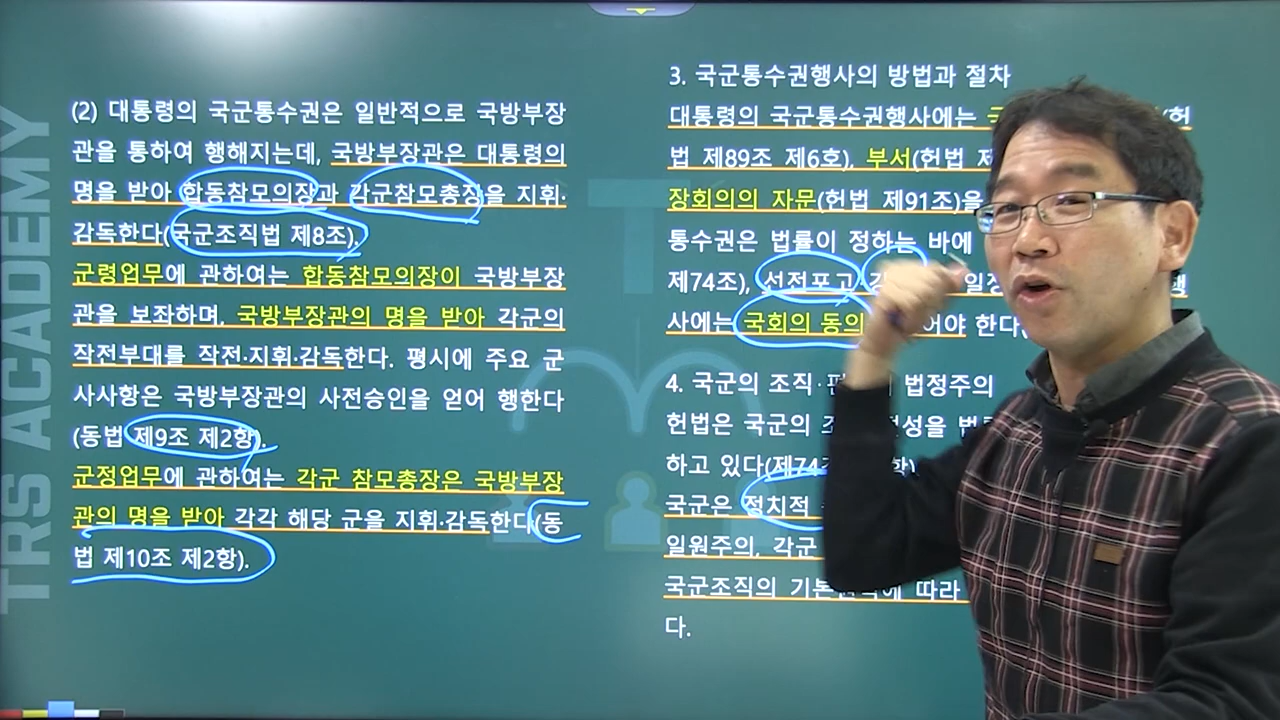 TRS ACADEMY
(2) 대통령의 국군통수권은 일반적으로 국방부장
관을 통하여 행해지는데, 국방부장관은 대통령의
명을 받아 합동참모의장과 각군참모총장을 지휘·
감독한다(국군조직법 제8조).
군령업무에 관하여는 합동참모의장이 국방부장
관을 보좌하며, 국방부장관의 명을 받아 각군의
작전부대를 작전·지휘·감독한다. 평시에 주요 군
사사항은 국방부장관의 사전승인을 얻어 행한다
(동법 제9조 제2항).
군정업무에 관하여는 각군 참모총장은 국방부장
관의 명을 받아 각각 해당 군을 지휘·감독한다(동
법 제10조 제2항).
3. 국군통수권행사의 방법과 절차
대통령의 국군통수권행사에는 (헌
법 제89조 제6호), 부서(헌법
장회의의 자문(헌법 제91조)을
통수권은 법률이 정하는 바에
제74조), 선전포고
사에는 국회의 동의 어야 한다
4. 국군의 조직· 법정주의
헌법은 국군의
하고 있다
국군은 정치적
일원주의, 각군
국군조직의 따라
다.